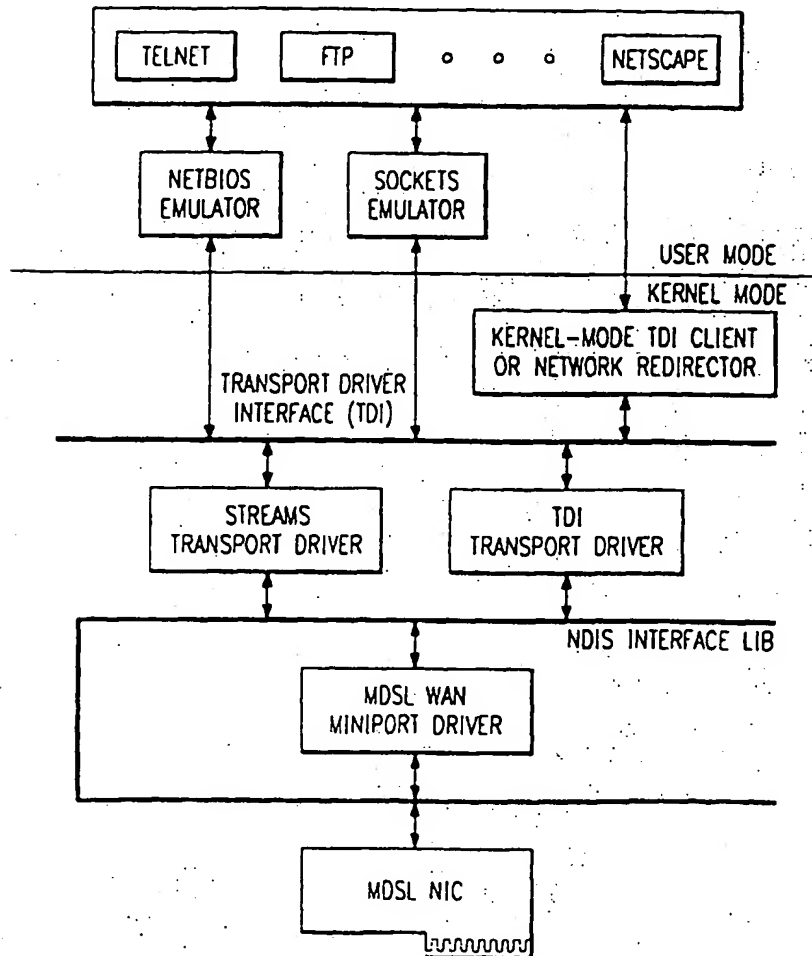 TELNET
FTP
NETSCAPE
NETBIOS
EMULATOR
SOCKETS
EMULATOR
USER MODE
KERNEL MODE
KERNEL-MODE TDI CLIENT
OR NETWORK REDIRECTOR
TRANSPORT DRIVER
INTERFACE (TDI)
STREAMS
TRANSPORT DRIVER
TDI
TRANSPORT DRIVER
NDIS INTERFACE LIB
MDSL WAN
MINIPORT DRIVER
MDSL NIC